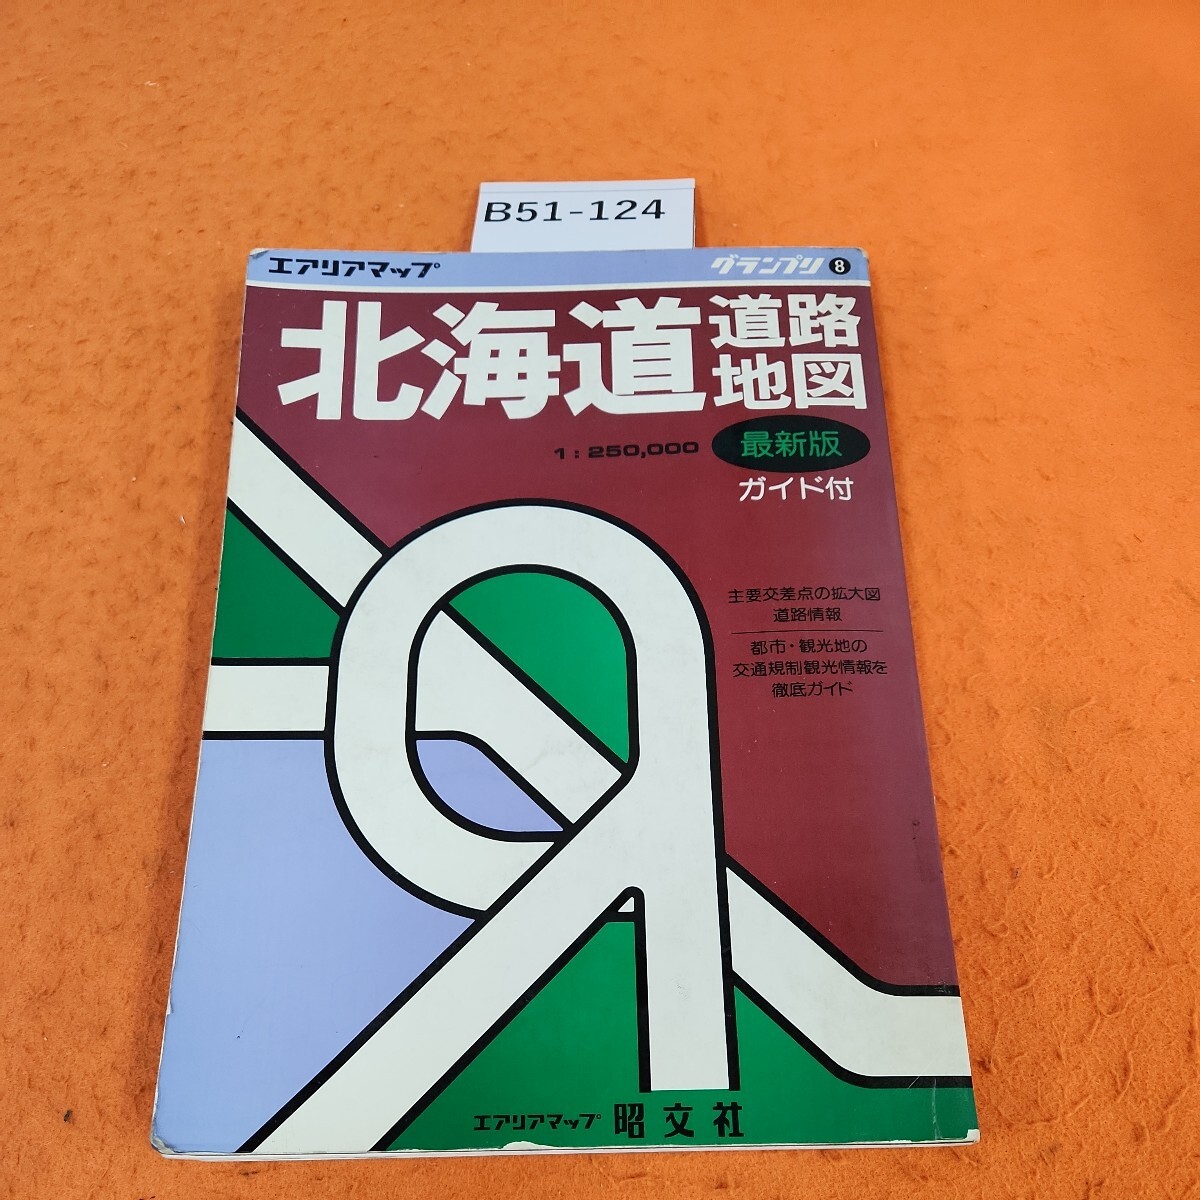 B51-124
エアリアマップ
グランプリ 8
北海道 道路地図
1：250,000
最新版
ガイド付
主要交差点の拡大図
道路情報
都市・観光地の
交通規制観光情報を
徹底ガイド
エアリアマップ 昭文社